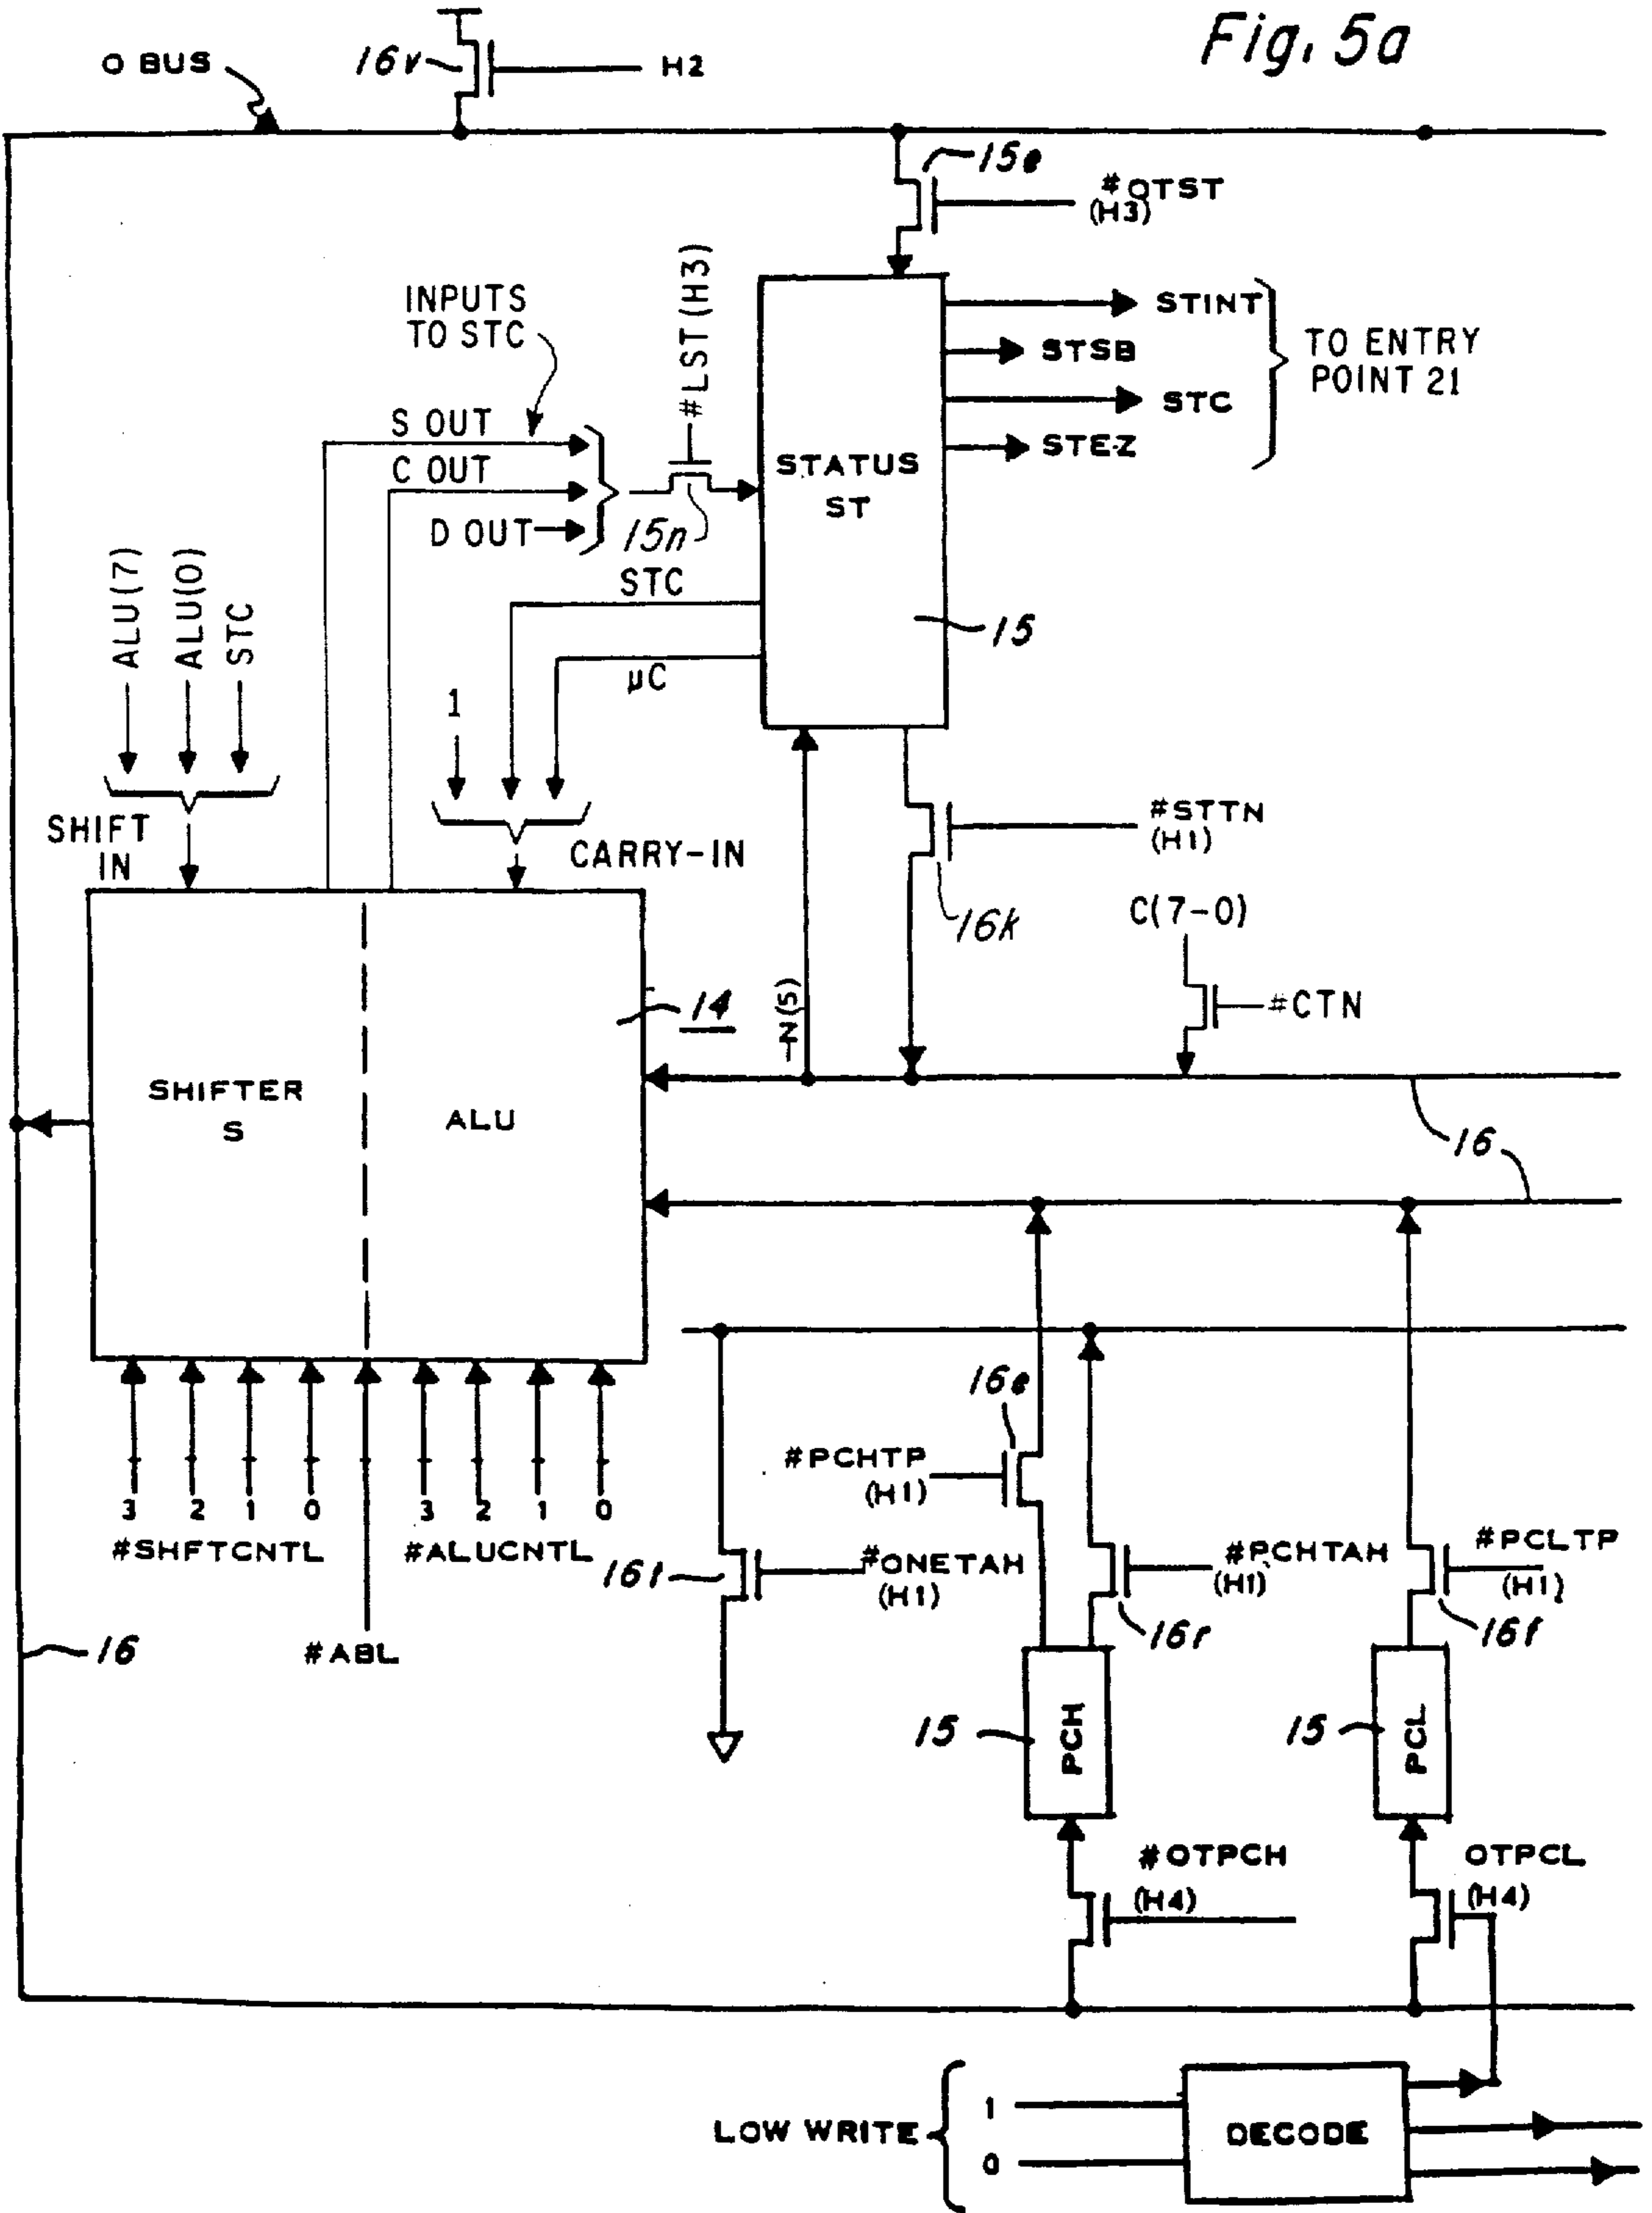 Fig. 5a
O BUS
16v
H2
15e
#OTST
(H3)
INPUTS
TO STC
#LST(H3)
STINT
STSB
STC
STE-Z
TO ENTRY
POINT 21
S OUT
C OUT
D OUT
15n
STATUS
ST
ALU(7)
ALU(0)
STC
STC
µC
1
15
SHIFT
IN
CARRY-IN
#STTN
(H1)
16k
C(7-0)
#CTN
N(5)
14
SHIFTER
S
ALU
16
16e
#PCHTP
(H1)
3 2 1 0 3 2 1 0
#SHFTCNTL
#ALUCNTL
#ABL
16
16t
#ONETAH
(H1)
#PCHTAH
(H1)
16r
#PCLTP
(H1)
16f
15
PCH
15
PCL
#OTPCH
(H4)
OTPCL
(H4)
LOW WRITE
1
0
DECODE